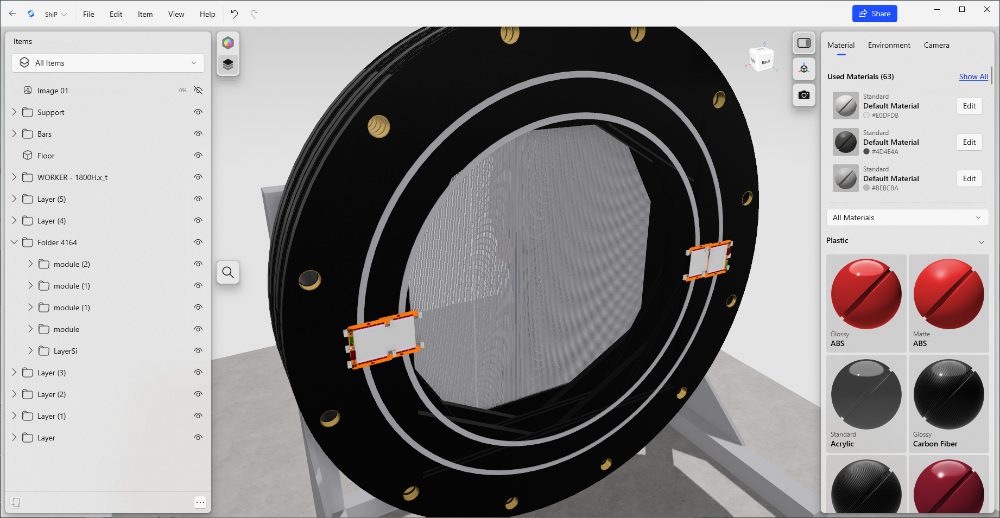 ShiP
File
Edit
Item
View
Help
Share
Items
All Items
Image 01
0%
Support
Bars
Floor
WORKER - 1800H.x_t
Layer (5)
Layer (4)
Folder 4164
module (2)
module (1)
module (1)
module
LayerSi
Layer (3)
Layer (2)
Layer (1)
Layer
Z
Back
X
Y
Material
Environment
Camera
Used Materials (63)
Show All
Standard
Default Material
#E0DFDB
Edit
Standard
Default Material
#4D4E4A
Edit
Standard
Default Material
#BEBCBA
Edit
All Materials
Plastic
Glossy
ABS
Matte
ABS
Standard
Acrylic
Glossy
Carbon Fiber